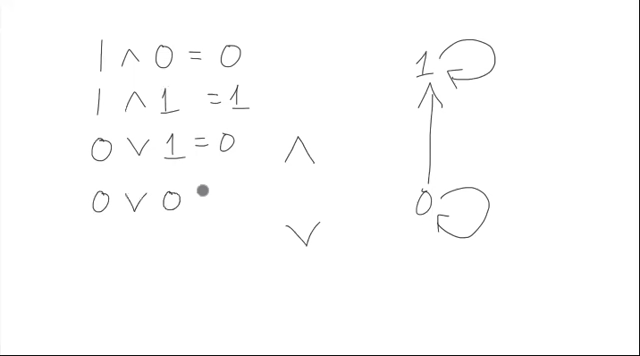 1 ∧ 0 = 0
1 ∧ 1 = 1
0 ∨ 1 = 0
∧
0 ∨ 0
∨
1
0